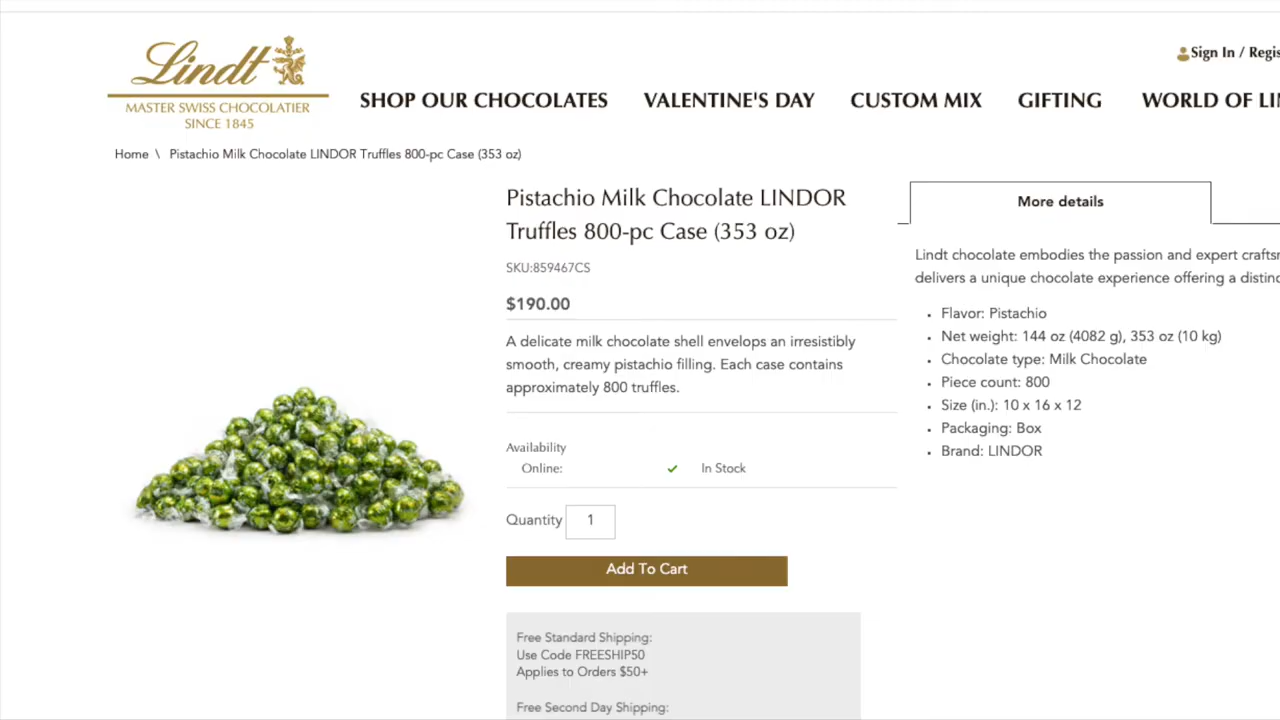 Lindt
MASTER SWISS CHOCOLATIER
SINCE 1845
Sign In / Regis
SHOP OUR CHOCOLATES VALENTINE'S DAY CUSTOM MIX GIFTING WORLD OF LIN
Home \ Pistachio Milk Chocolate LINDOR Truffles 800-pc Case (353 oz)
Pistachio Milk Chocolate LINDOR
Truffles 800-pc Case (353 oz)
SKU:859467CS
$190.00
A delicate milk chocolate shell envelops an irresistibly
smooth, creamy pistachio filling. Each case contains
approximately 800 truffles.
Availability
Online: In Stock
Quantity 1
Add To Cart
Free Standard Shipping:
Use Code FREESHIP50
Applies to Orders $50+
Free Second Day Shipping:
More details
Lindt chocolate embodies the passion and expert craftsm
delivers a unique chocolate experience offering a distinc
• Flavor: Pistachio
• Net weight: 144 oz (4082 g), 353 oz (10 kg)
• Chocolate type: Milk Chocolate
• Piece count: 800
• Size (in.): 10 x 16 x 12
• Packaging: Box
• Brand: LINDOR